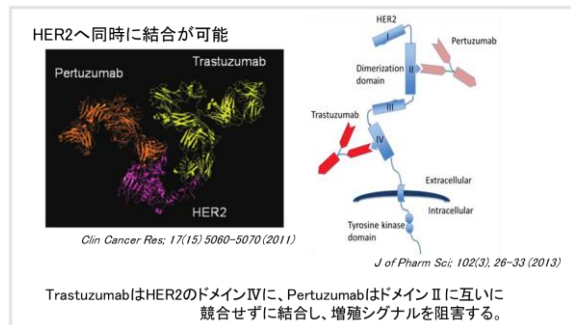 HER2へ同時に結合が可能
Trastuzumab
Pertuzumab
HER2
Clin Cancer Res; 17(15) 5060-5070 (2011)
HER2
I
Pertuzumab
II
Dimerization
domain
III
Trastuzumab
IV
Extracellular
Intracellular
Tyrosine kinase
domain
J of Pharm Sci; 102(3), 26-33 (2013)
TrastuzumabはHER2のドメインⅣに、PertuzumabはドメインⅡに互いに
競合せずに結合し、増殖シグナルを阻害する。